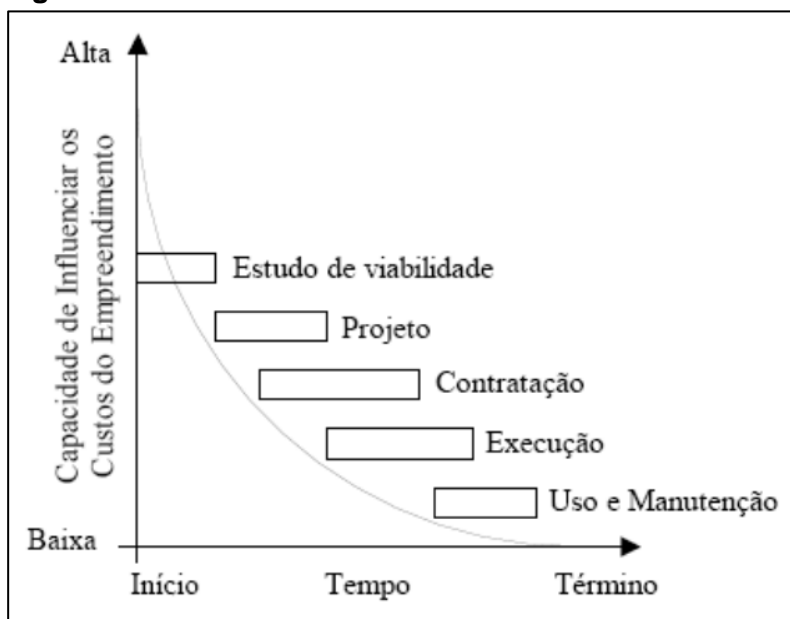 Alta
Capacidade de Influenciar os
Custos do Empreendimento
Estudo de viabilidade
Projeto
Contratação
Execução
Uso e Manutenção
Baixa
Início
Tempo
Término